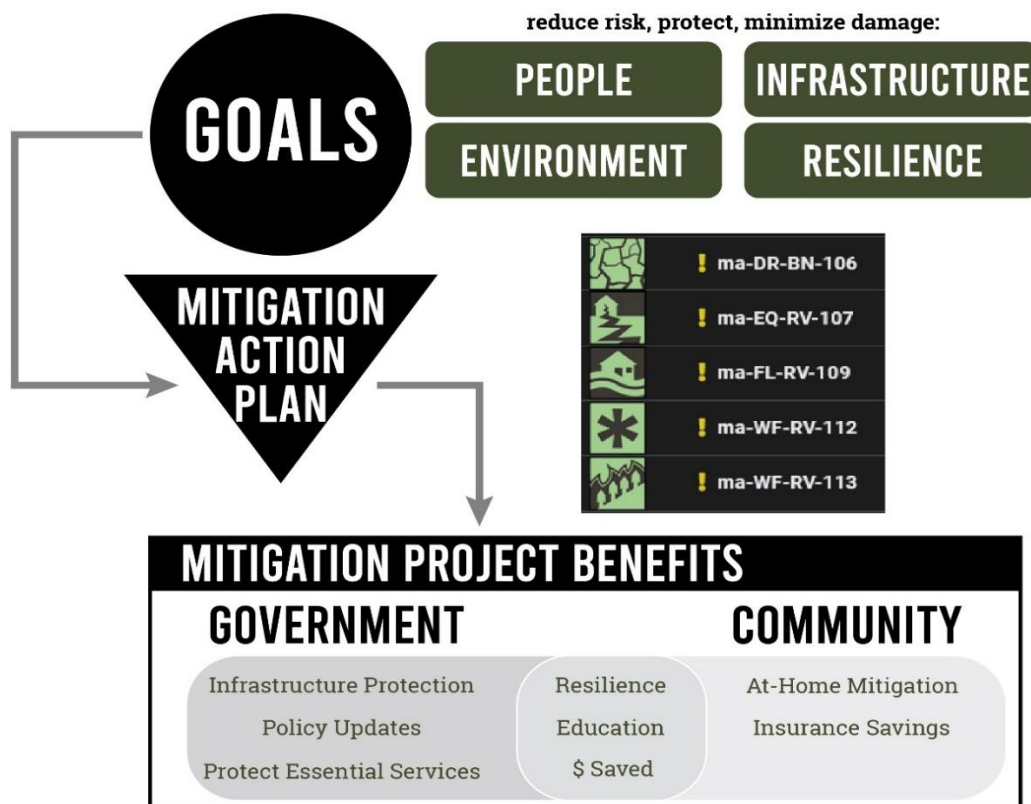 reduce risk, protect, minimize damage:
GOALS
PEOPLE
INFRASTRUCTURE
ENVIRONMENT
RESILIENCE
MITIGATION
ACTION
PLAN
! ma-DR-BN-106
! ma-EQ-RV-107
! ma-FL-RV-109
! ma-WF-RV-112
! ma-WF-RV-113
MITIGATION PROJECT BENEFITS
GOVERNMENT
COMMUNITY
Infrastructure Protection
Policy Updates
Protect Essential Services
Resilience
Education
$ Saved
At-Home Mitigation
Insurance Savings